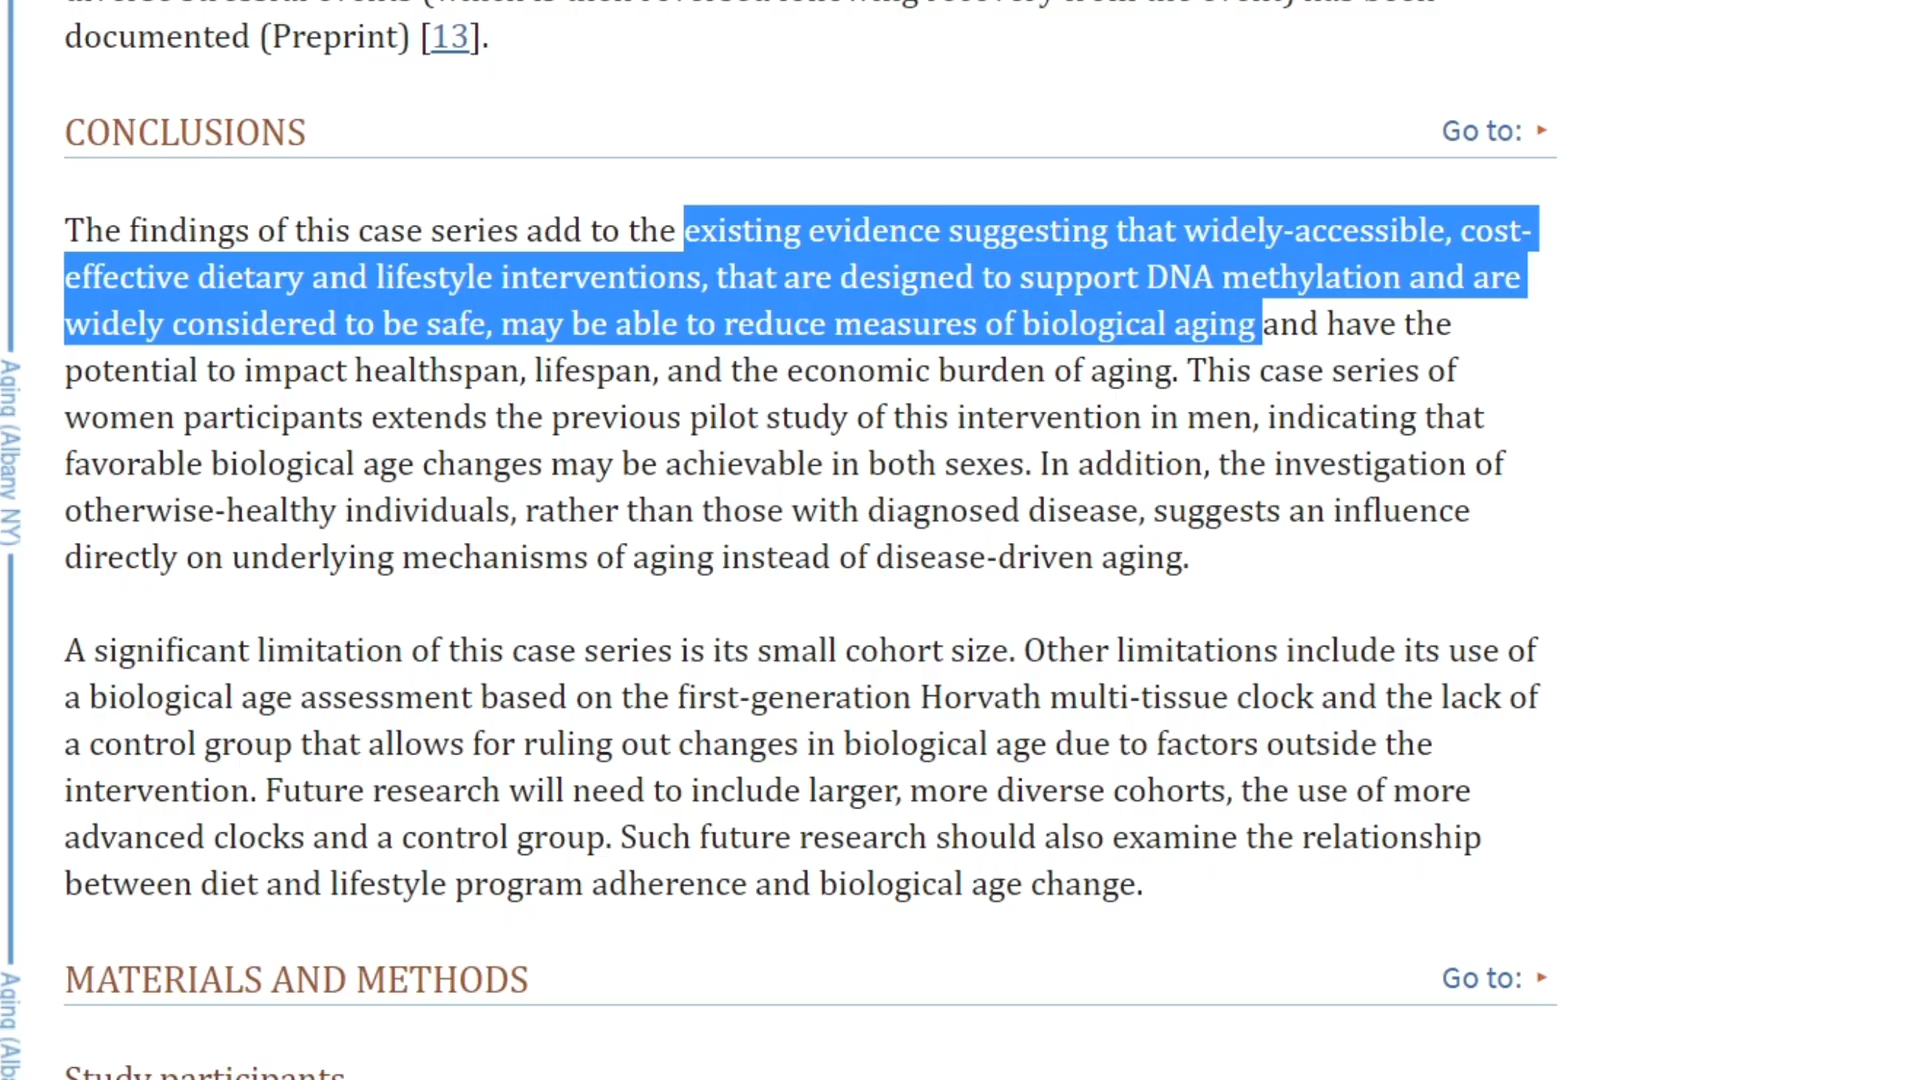 documented (Preprint) [13].
CONCLUSIONS
Go to:
The findings of this case series add to the existing evidence suggesting that widely-accessible, cost-
effective dietary and lifestyle interventions, that are designed to support DNA methylation and are
widely considered to be safe, may be able to reduce measures of biological aging and have the
potential to impact healthspan, lifespan, and the economic burden of aging. This case series of
women participants extends the previous pilot study of this intervention in men, indicating that
favorable biological age changes may be achievable in both sexes. In addition, the investigation of
otherwise-healthy individuals, rather than those with diagnosed disease, suggests an influence
directly on underlying mechanisms of aging instead of disease-driven aging.
A significant limitation of this case series is its small cohort size. Other limitations include its use of
a biological age assessment based on the first-generation Horvath multi-tissue clock and the lack of
a control group that allows for ruling out changes in biological age due to factors outside the
intervention. Future research will need to include larger, more diverse cohorts, the use of more
advanced clocks and a control group. Such future research should also examine the relationship
between diet and lifestyle program adherence and biological age change.
MATERIALS AND METHODS
Go to:
Study participants
Aging (Albany NY)
Aging (Alba